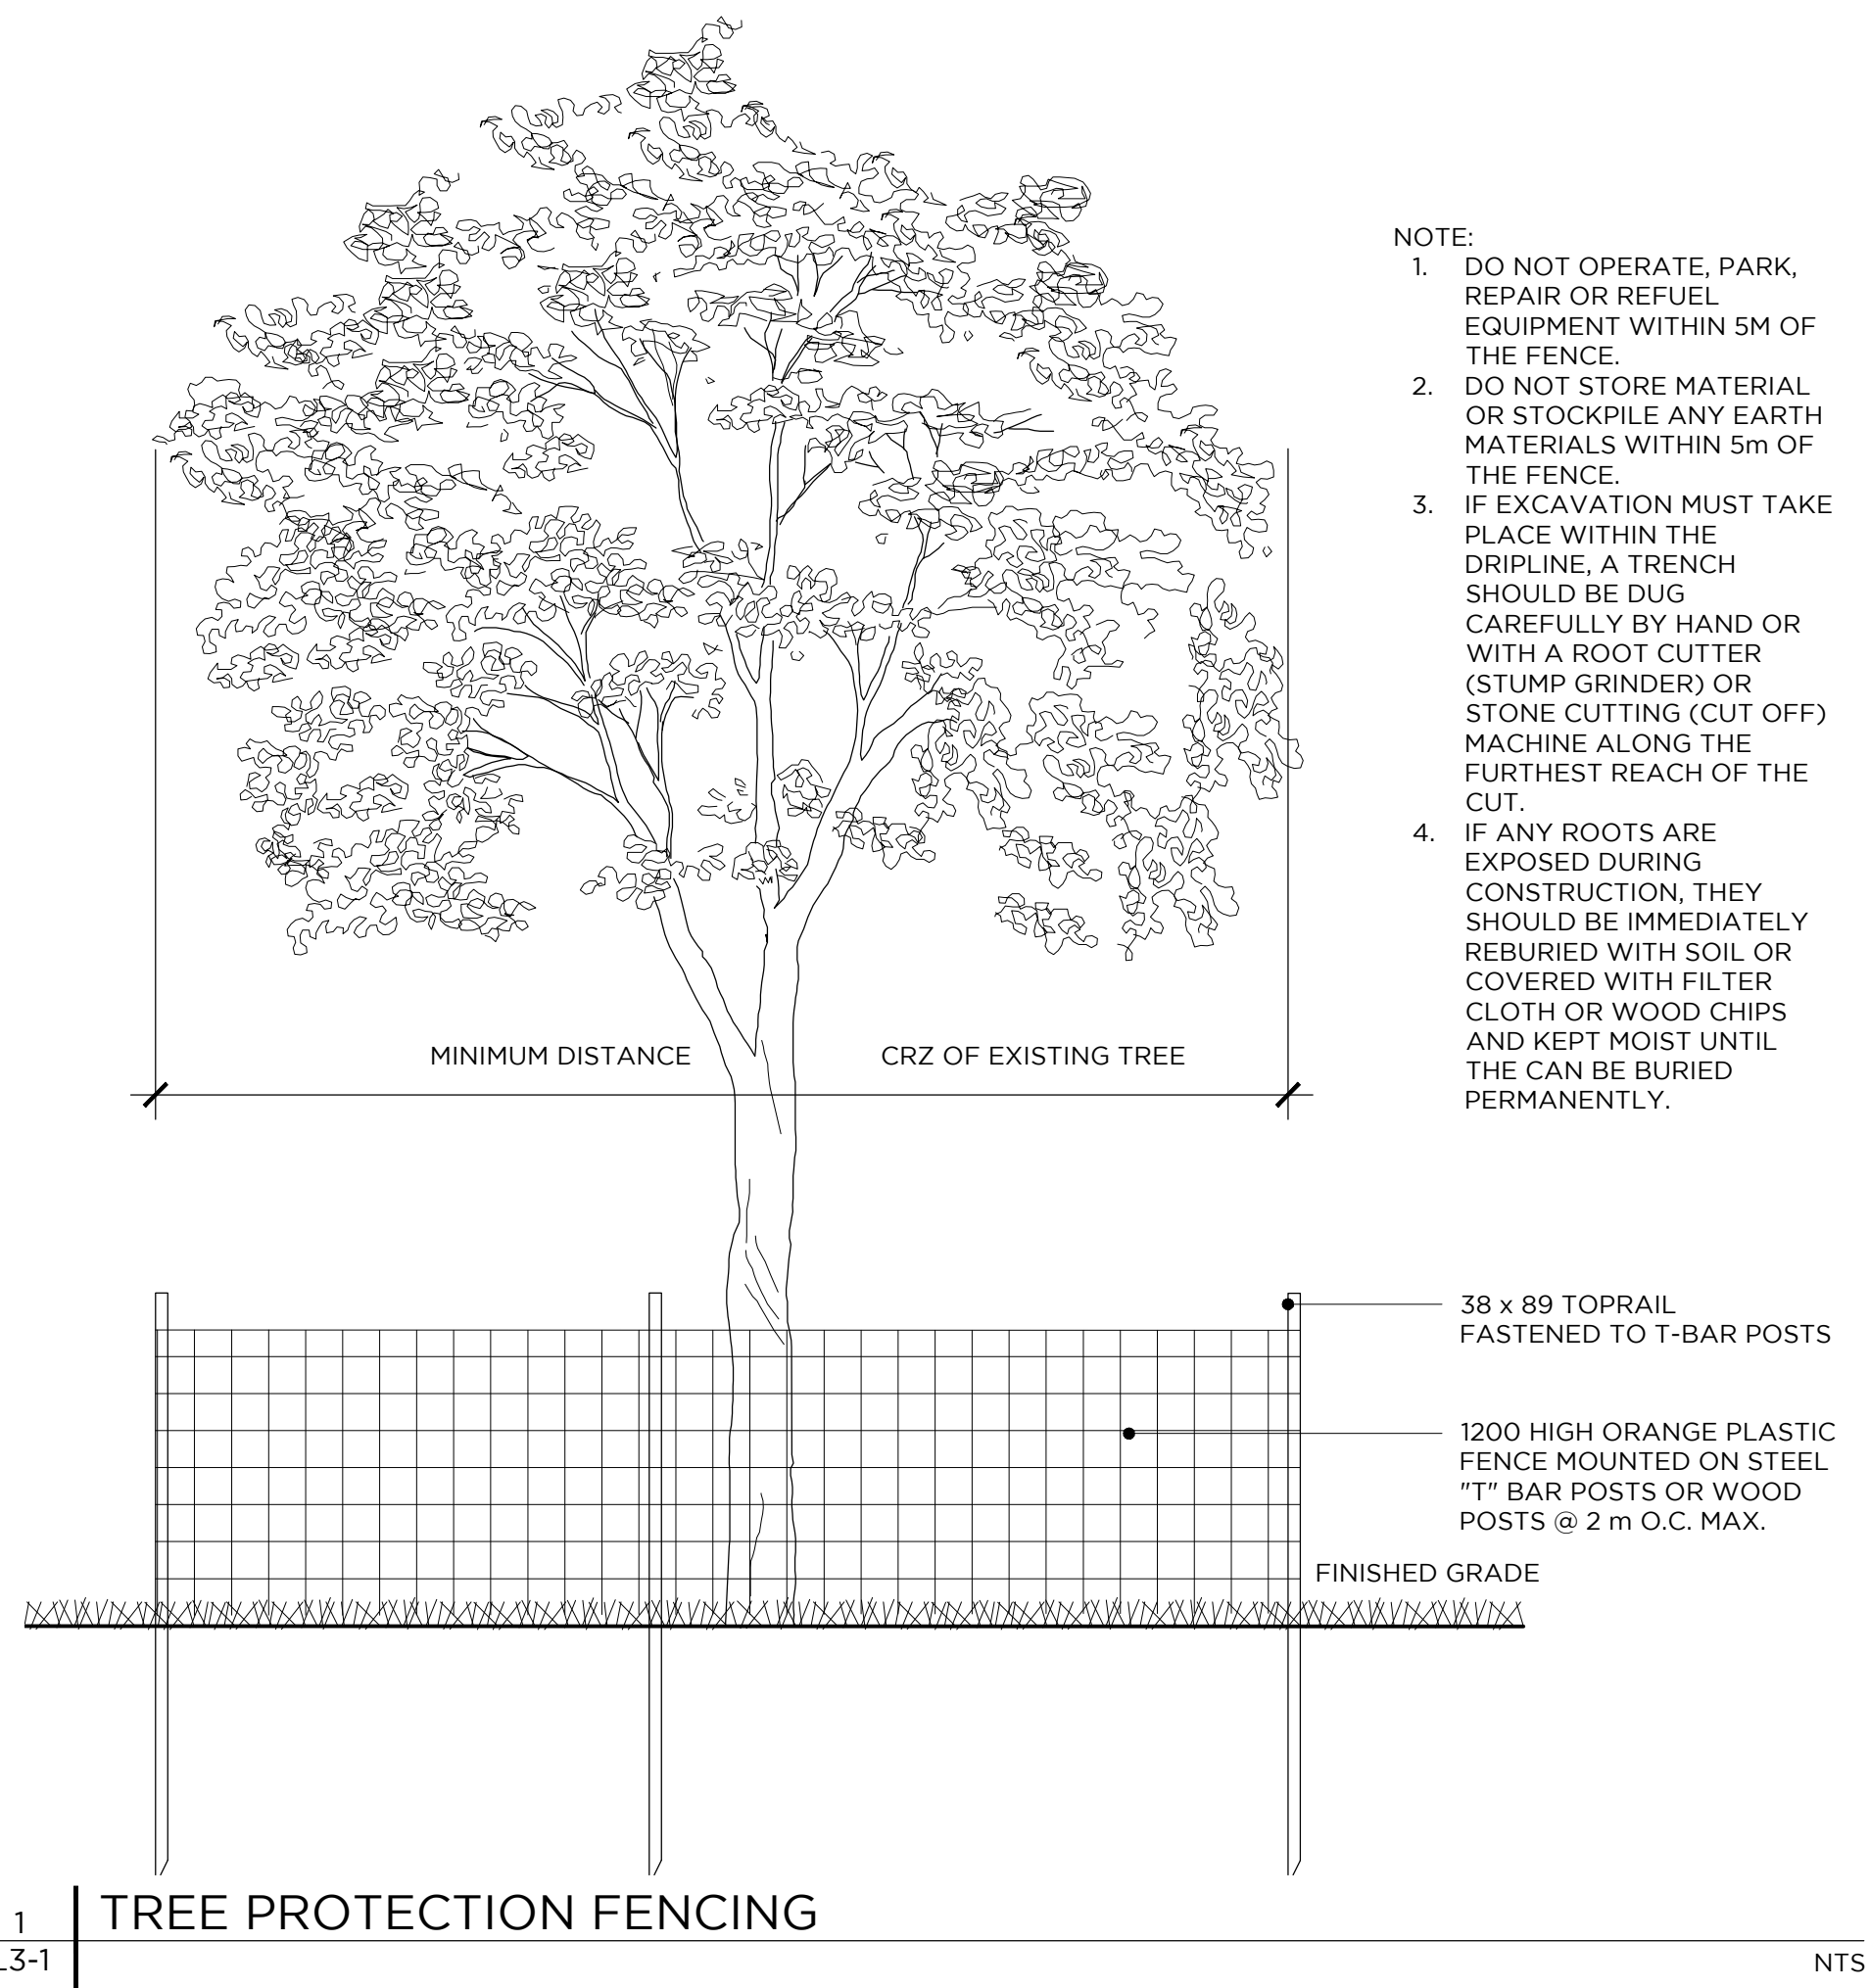 NOTE:
1. DO NOT OPERATE, PARK,
REPAIR OR REFUEL
EQUIPMENT WITHIN 5M OF
THE FENCE.
2. DO NOT STORE MATERIAL
OR STOCKPILE ANY EARTH
MATERIALS WITHIN 5m OF
THE FENCE.
3. IF EXCAVATION MUST TAKE
PLACE WITHIN THE
DRIPLINE, A TRENCH
SHOULD BE DUG
CAREFULLY BY HAND OR
WITH A ROOT CUTTER
(STUMP GRINDER) OR
STONE CUTTING (CUT OFF)
MACHINE ALONG THE
FURTHEST REACH OF THE
CUT.
4. IF ANY ROOTS ARE
EXPOSED DURING
CONSTRUCTION, THEY
SHOULD BE IMMEDIATELY
REBURIED WITH SOIL OR
COVERED WITH FILTER
CLOTH OR WOOD CHIPS
AND KEPT MOIST UNTIL
THE CAN BE BURIED
PERMANENTLY.
MINIMUM DISTANCE CRZ OF EXISTING TREE
38 x 89 TOPRAIL
FASTENED TO T-BAR POSTS
1200 HIGH ORANGE PLASTIC
FENCE MOUNTED ON STEEL
"T" BAR POSTS OR WOOD
POSTS @ 2 m O.C. MAX.
FINISHED GRADE
1 TREE PROTECTION FENCING
L3-1
NTS